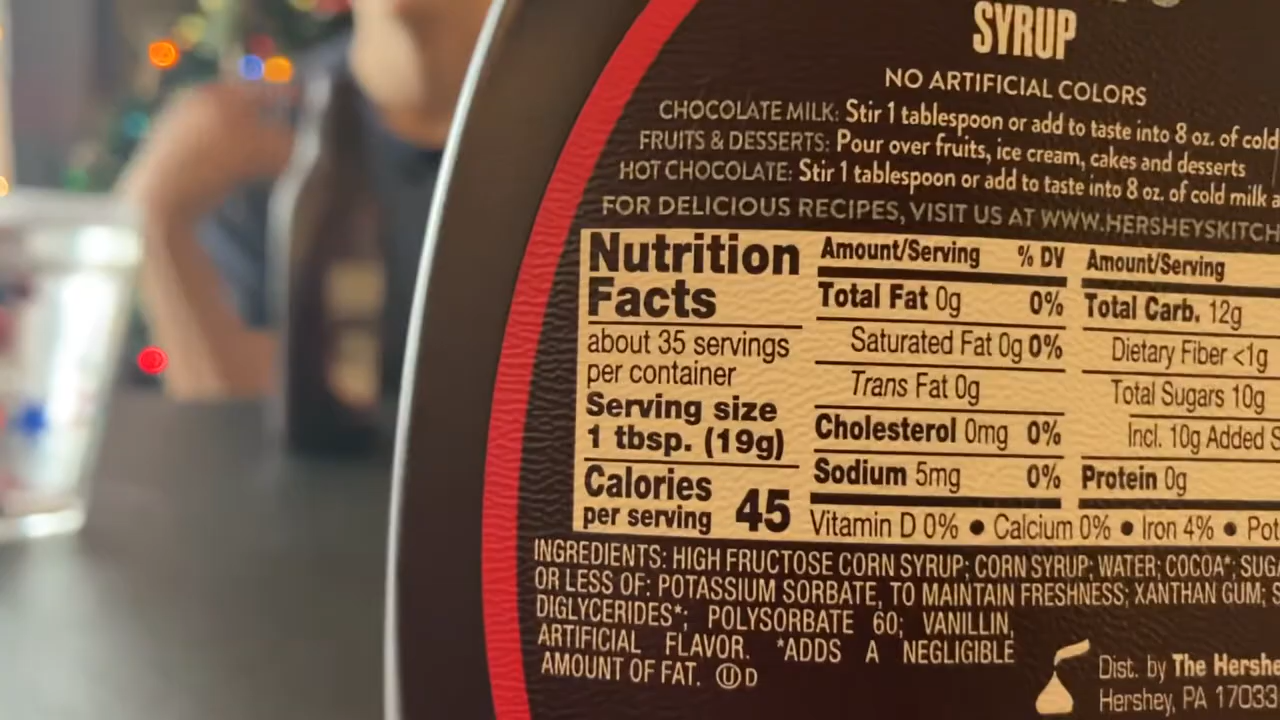 SYRUP
NO ARTIFICIAL COLORS
CHOCOLATE MILK: Stir 1 tablespoon or add to taste into 8 oz. of cold
FRUITS & DESSERTS: Pour over fruits, ice cream, cakes and desserts
HOT CHOCOLATE: Stir 1 tablespoon or add to taste into 8 oz. of cold milk a
FOR DELICIOUS RECIPES, VISIT US AT WWW.HERSHEYSKITCH
Nutrition
Facts
about 35 servings
per container
Serving size
1 tbsp. (19g)
Calories
per serving 45
Amount/Serving % DV
Total Fat 0g 0%
Saturated Fat 0g 0%
Trans Fat 0g
Cholesterol 0mg 0%
Sodium 5mg 0%
Amount/Serving
Total Carb. 12g
Dietary Fiber <1g
Total Sugars 10g
Incl. 10g Added S
Protein 0g
Vitamin D 0% ● Calcium 0% ● Iron 4% ● Pot
INGREDIENTS: HIGH FRUCTOSE CORN SYRUP; CORN SYRUP; WATER; COCOA*; SUGA
OR LESS OF: POTASSIUM SORBATE, TO MAINTAIN FRESHNESS; XANTHAN GUM; S
DIGLYCERIDES*; POLYSORBATE 60; VANILLIN,
ARTIFICIAL FLAVOR. *ADDS A NEGLIGIBLE
AMOUNT OF FAT. Ⓤ D
Dist. by The Hershe
Hershey, PA 17033